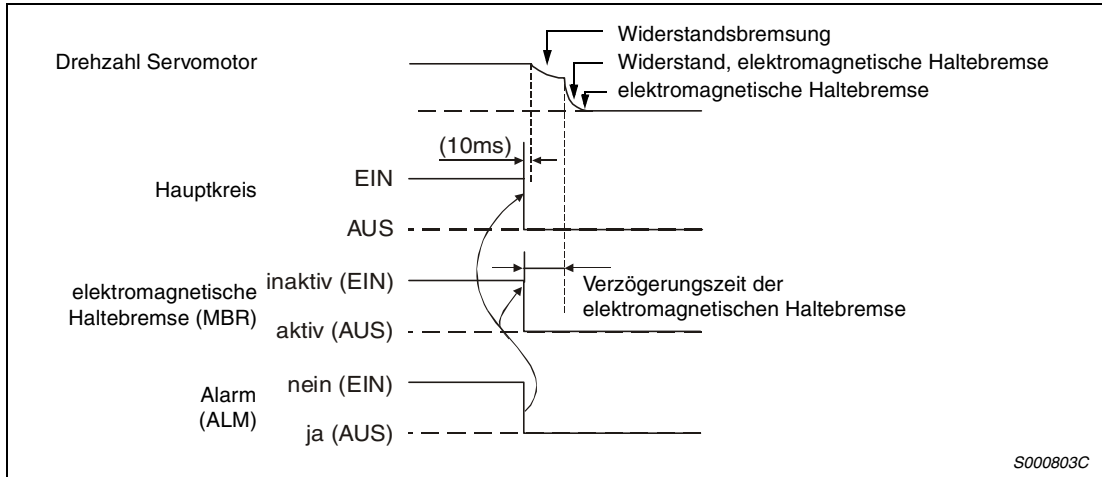 Widerstandsbremsung
Drehzahl Servomotor
Widerstand, elektromagnetische Haltebremse
elektromagnetische Haltebremse
(10ms)
Hauptkreis
EIN
AUS
elektromagnetische
Haltebremse (MBR)
inaktiv (EIN)
aktiv (AUS)
Verzögerungszeit der
elektromagnetischen Haltebremse
Alarm
(ALM)
nein (EIN)
ja (AUS)
S000803C